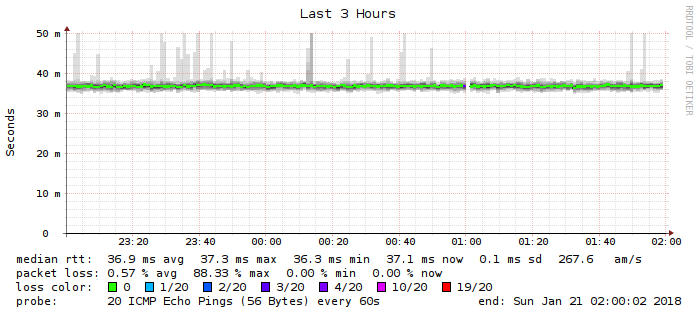 Last 3 Hours
RRDTOOL / TOBI OETIKER
Seconds
50 m
40 m
30 m
20 m
10 m
0
23:20 23:40 00:00 00:20 00:40 01:00 01:20 01:40 02:00
median rtt: 36.9 ms avg 37.3 ms max 36.3 ms min 37.1 ms now 0.1 ms sd 267.6 am/s
packet loss: 0.57 % avg 88.33 % max 0.00 % min 0.00 % now
loss color: 0 1/20 2/20 3/20 4/20 10/20 19/20
probe: 20 ICMP Echo Pings (56 Bytes) every 60s end: Sun Jan 21 02:00:02 2018